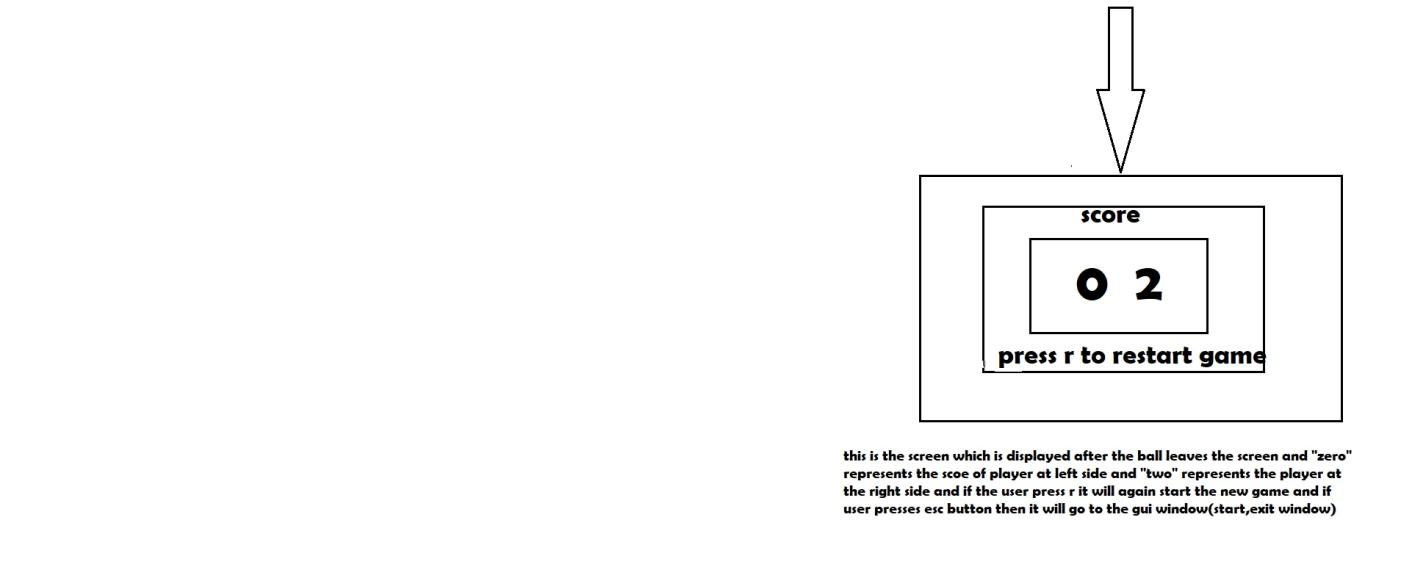 score
0 2
press r to restart game
this is the screen which is displayed after the ball leaves the screen and "zero"
represents the scoe of player at left side and "two" represents the player at
the right side and if the user press r it will again start the new game and if
user presses esc button then it will go to the gui window(start,exit window)